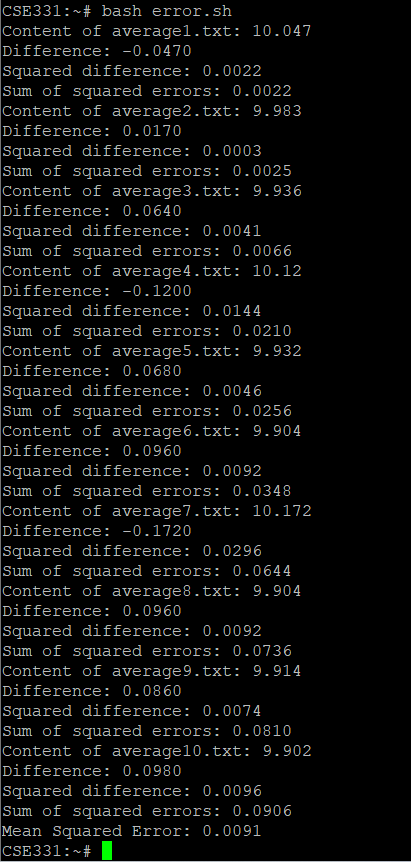 CSE331:~# bash error.sh
Content of average1.txt: 10.047
Difference: -0.0470
Squared difference: 0.0022
Sum of squared errors: 0.0022
Content of average2.txt: 9.983
Difference: 0.0170
Squared difference: 0.0003
Sum of squared errors: 0.0025
Content of average3.txt: 9.936
Difference: 0.0640
Squared difference: 0.0041
Sum of squared errors: 0.0066
Content of average4.txt: 10.12
Difference: -0.1200
Squared difference: 0.0144
Sum of squared errors: 0.0210
Content of average5.txt: 9.932
Difference: 0.0680
Squared difference: 0.0046
Sum of squared errors: 0.0256
Content of average6.txt: 9.904
Difference: 0.0960
Squared difference: 0.0092
Sum of squared errors: 0.0348
Content of average7.txt: 10.172
Difference: -0.1720
Squared difference: 0.0296
Sum of squared errors: 0.0644
Content of average8.txt: 9.904
Difference: 0.0960
Squared difference: 0.0092
Sum of squared errors: 0.0736
Content of average9.txt: 9.914
Difference: 0.0860
Squared difference: 0.0074
Sum of squared errors: 0.0810
Content of average10.txt: 9.902
Difference: 0.0980
Squared difference: 0.0096
Sum of squared errors: 0.0906
Mean Squared Error: 0.0091
CSE331:~#